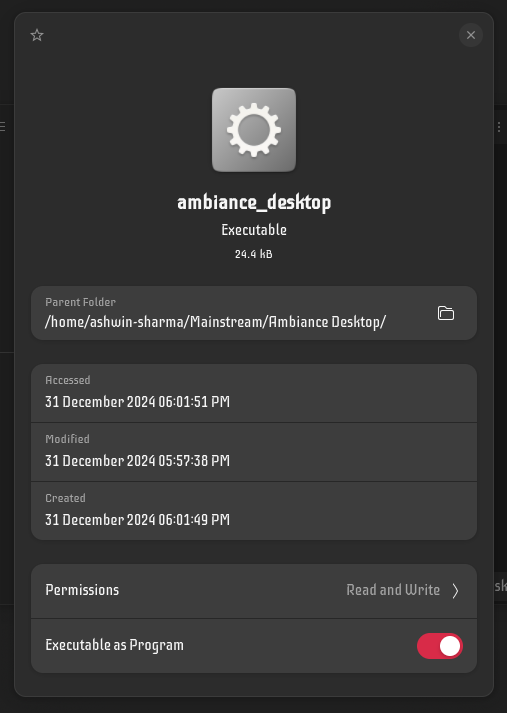 ambiance_desktop
Executable
24.4 kB
Parent Folder
/home/ashwin-sharma/Mainstream/Ambiance Desktop/
Accessed
31 December 2024 06:01:51 PM
Modified
31 December 2024 05:57:38 PM
Created
31 December 2024 06:01:49 PM
Permissions
Read and Write
sk
Executable as Program